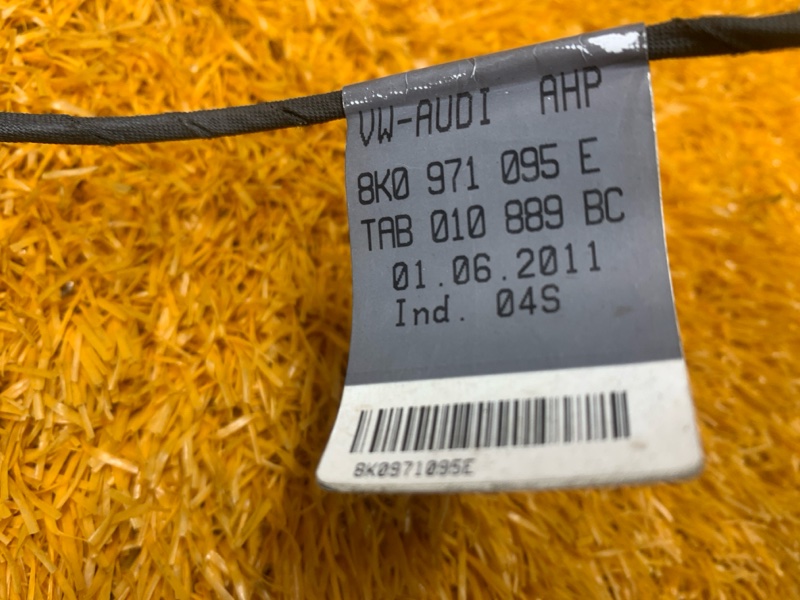 VW-AUDI AHP
8K0 971 095 E
TAB 010 889 BC
01.06.2011
Ind. 04S
8K0971095E